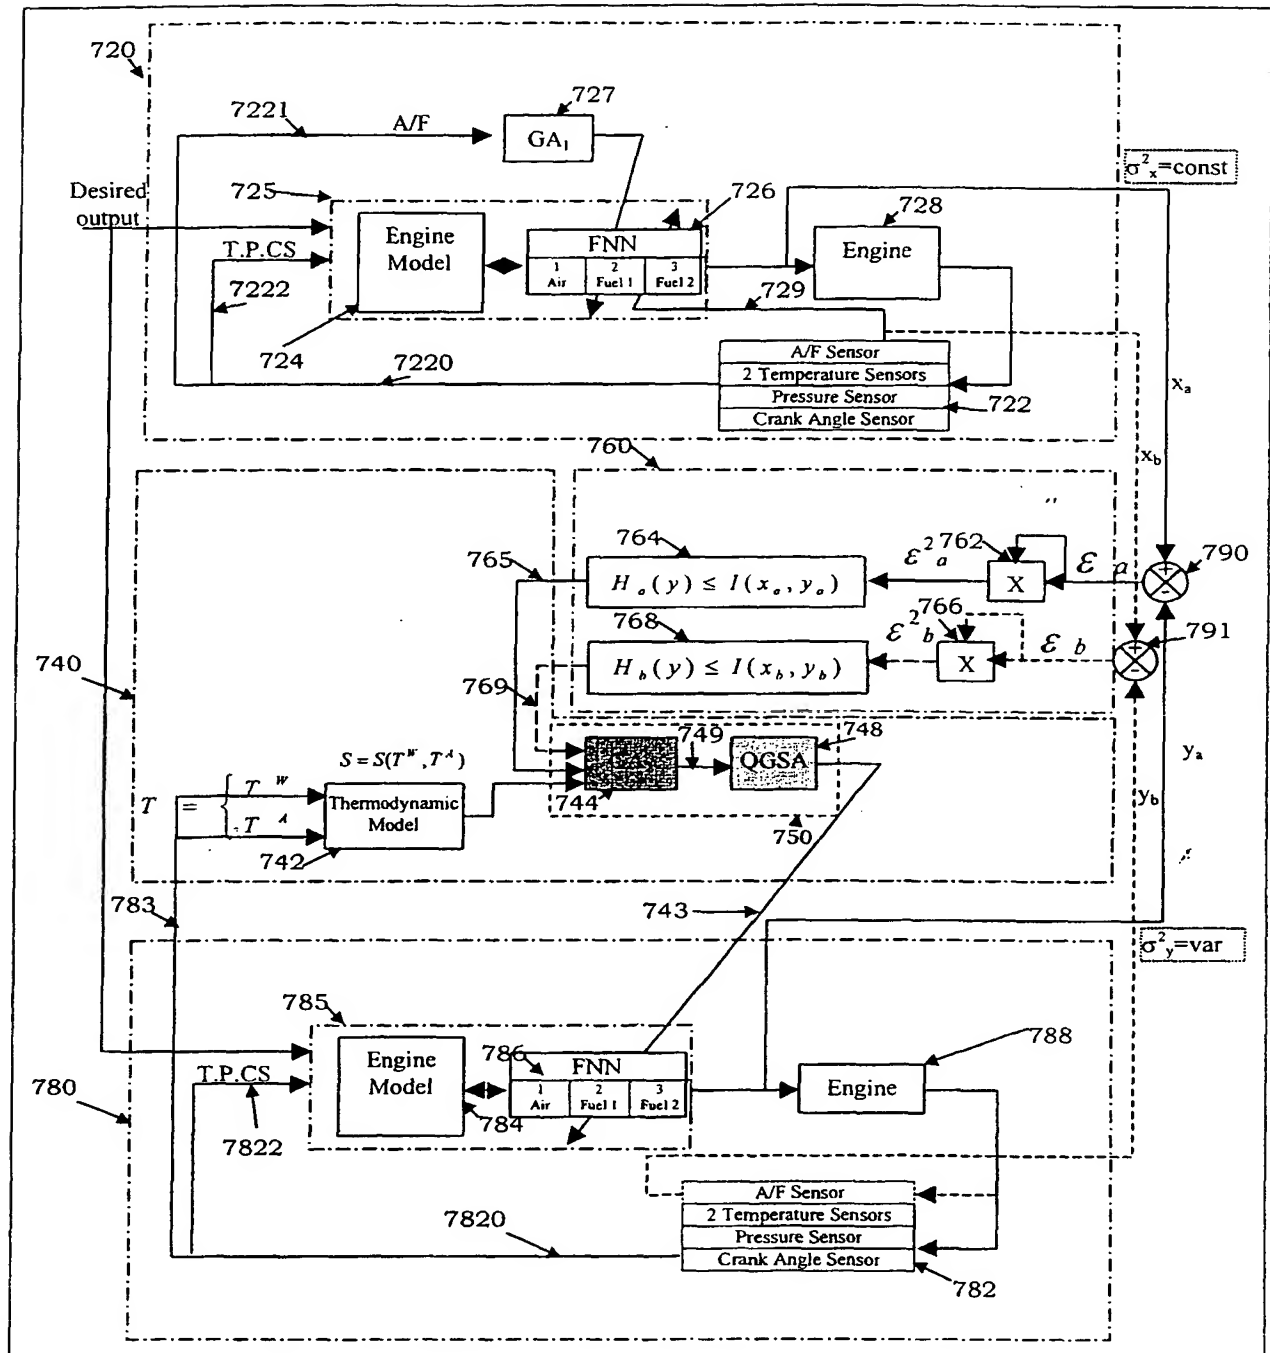 720
7221
A/F
727
GA1
σ²x=const
Desired
output
725
726
728
T.P.CS
Engine
Model
FNN
1
Air
2
Fuel 1
3
Fuel 2
Engine
7222
729
724
7220
A/F Sensor
2 Temperature Sensors
Pressure Sensor
Crank Angle Sensor
722
xa
xb
760
764
765
762
ε²a
X
ε a
+
-
790
Ha(y) ≤ I(xa, ya)
768
766
ε²b
X
ε b
+
-
791
Hb(y) ≤ I(xb, yb)
740
769
749
748
QGSA
744
750
S = S(T^W, T^A)
T = { T^W
T^A
Thermodynamic
Model
742
ya
yb
783
743
σ²y=var
785
786
788
Engine
Model
FNN
1
Air
2
Fuel 1
3
Fuel 2
Engine
T.P.CS
780
784
7822
7820
A/F Sensor
2 Temperature Sensors
Pressure Sensor
Crank Angle Sensor
782